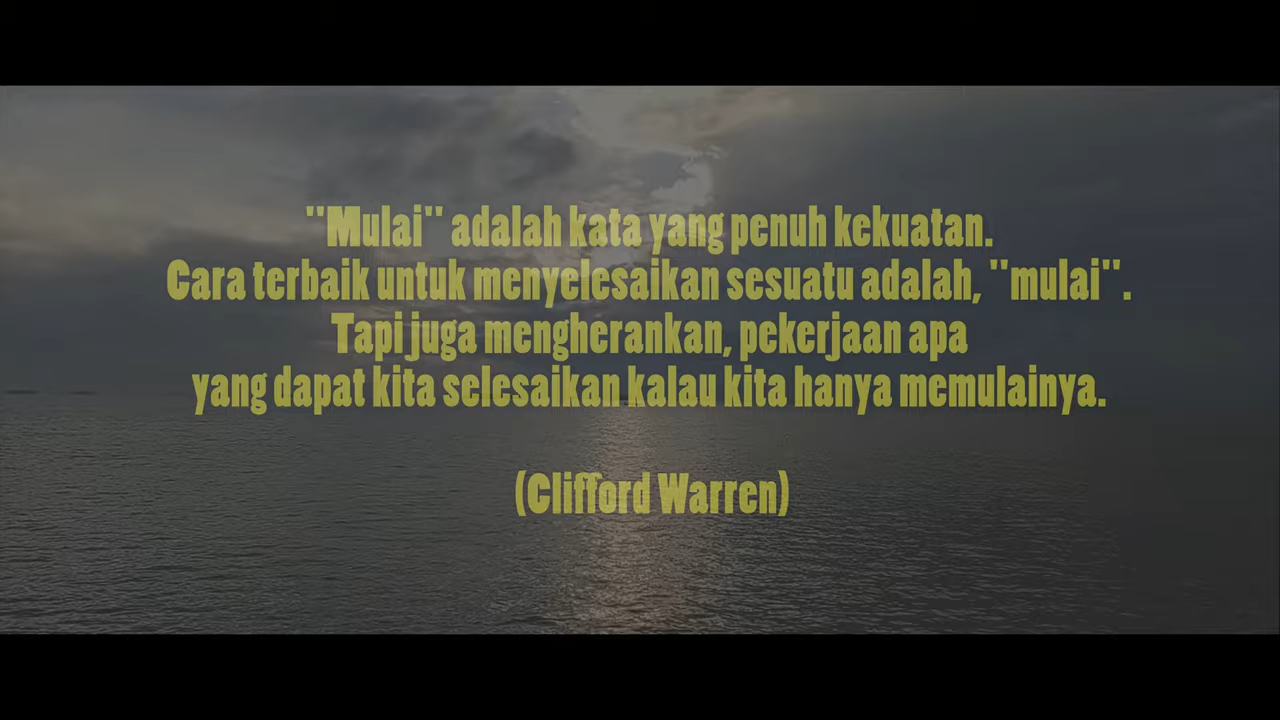 "Mulai" adalah kata yang penuh kekuatan.
Cara terbaik untuk menyelesaikan sesuatu adalah, "mulai".
Tapi juga mengherankan, pekerjaan apa
yang dapat kita selesaikan kalau kita hanya memulainya.
(Clifford Warren)